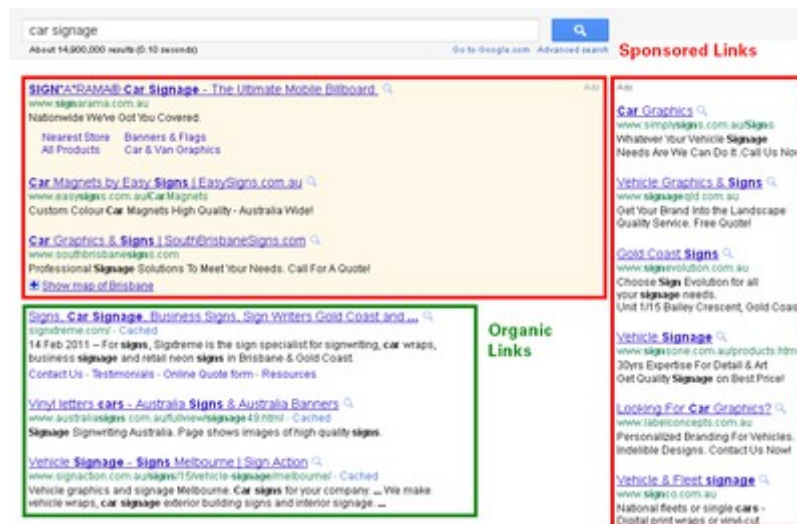 car signage
About 14,900,000 results (0.10 seconds)
Go to Google.com Advanced search
Sponsored Links
SIGN*A*RAMA® Car Signage - The Ultimate Mobile Billboard.
Ads
www.signarama.com.au
Nationwide We've Got You Covered.
Nearest Store Banners & Flags
All Products Car & Van Graphics
Car Magnets by Easy Signs | EasySigns.com.au
www.easysigns.com.au/CarMagnets
Custom Colour Car Magnets High Quality - Australia Wide!
Car Graphics & Signs | SouthBrisbaneSigns.com
www.southbrisbanesigns.com
Professional Signage Solutions To Meet Your Needs. Call For A Quote!
Show map of Brisbane
Signs, Car Signage, Business Signs, Sign Writers Gold Coast and ...
signxtreme.com/ - Cached
14 Feb 2011 – For signs, Signxtreme is the sign specialist for signwriting, car wraps,
business signage and retail neon signs in Brisbane & Gold Coast.
Contact Us - Testimonials - Online Quote form - Resources
Vinyl letters cars - Australia Signs & Australia Banners
www.australiasigns.com.au/fullview/signage49.html - Cached
Signage Signwriting Australia. Page shows images of high quality signs.
Vehicle Signage - Signs Melbourne | Sign Action
www.signaction.com.au/signs/15/vehicle-signage/melbourne/ - Cached
Vehicle graphics and signage Melbourne. Car signs for your company. ... We make
vehicle wraps, car signage exterior building signs and interior signage. ...
Organic
Links
Ads
Car Graphics
www.simplysigns.com.au/Signs
Whatever Your Vehicle Signage
Needs Are We Can Do It. Call Us Now
Vehicle Graphics & Signs
www.signageqld.com.au
Get Your Brand Into the Landscape
Quality Service. Free Quote!
Gold Coast Signs
www.signevolution.com.au
Choose Sign Evolution for all
your signage needs.
Unit 1/15 Bailey Crescent, Gold Coas
Vehicle Signage
www.signsone.com.au/products.htm
30yrs Expertise For Detail & Art
Get Quality Signage on Best Price!
Looking For Car Graphics?
www.labelconcepts.com.au
Personalized Branding For Vehicles.
Indelible Designs. Contact Us Now!
Vehicle & Fleet signage
www.signco.com.au
National fleets or single cars -
Digital print wraps or vinyl-cut